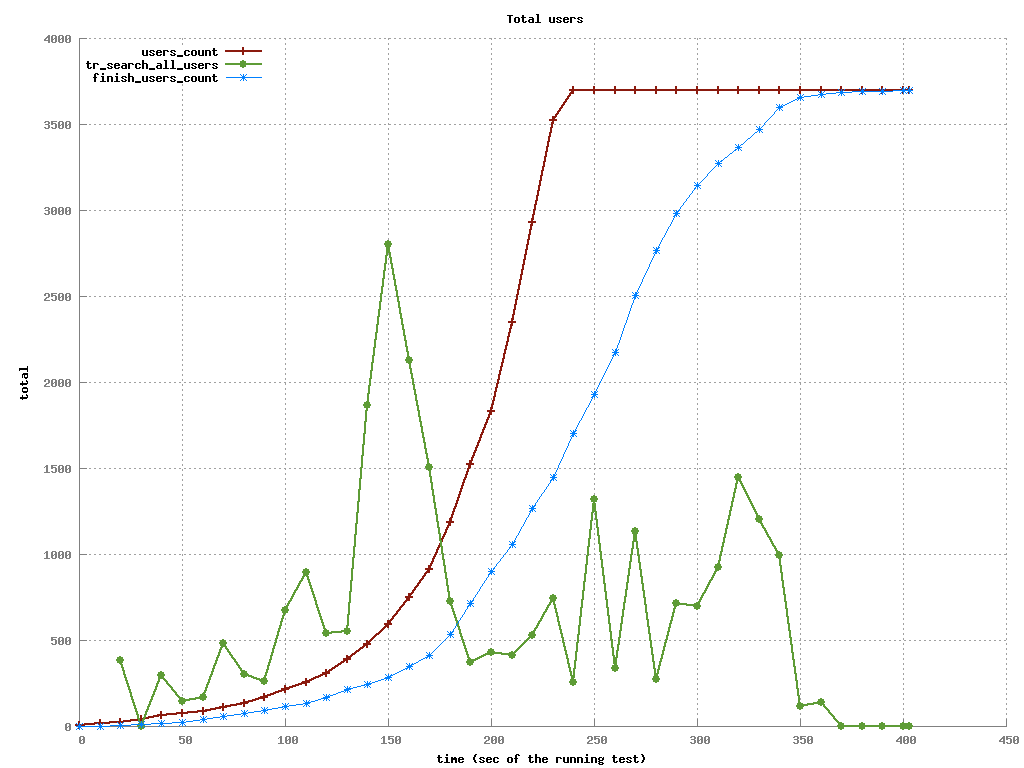 Total users
users_count
tr_search_all_users
finish_users_count
4000
3500
3000
2500
2000
1500
1000
500
0
total
0 50 100 150 200 250 300 350 400 450
time (sec of the running test)